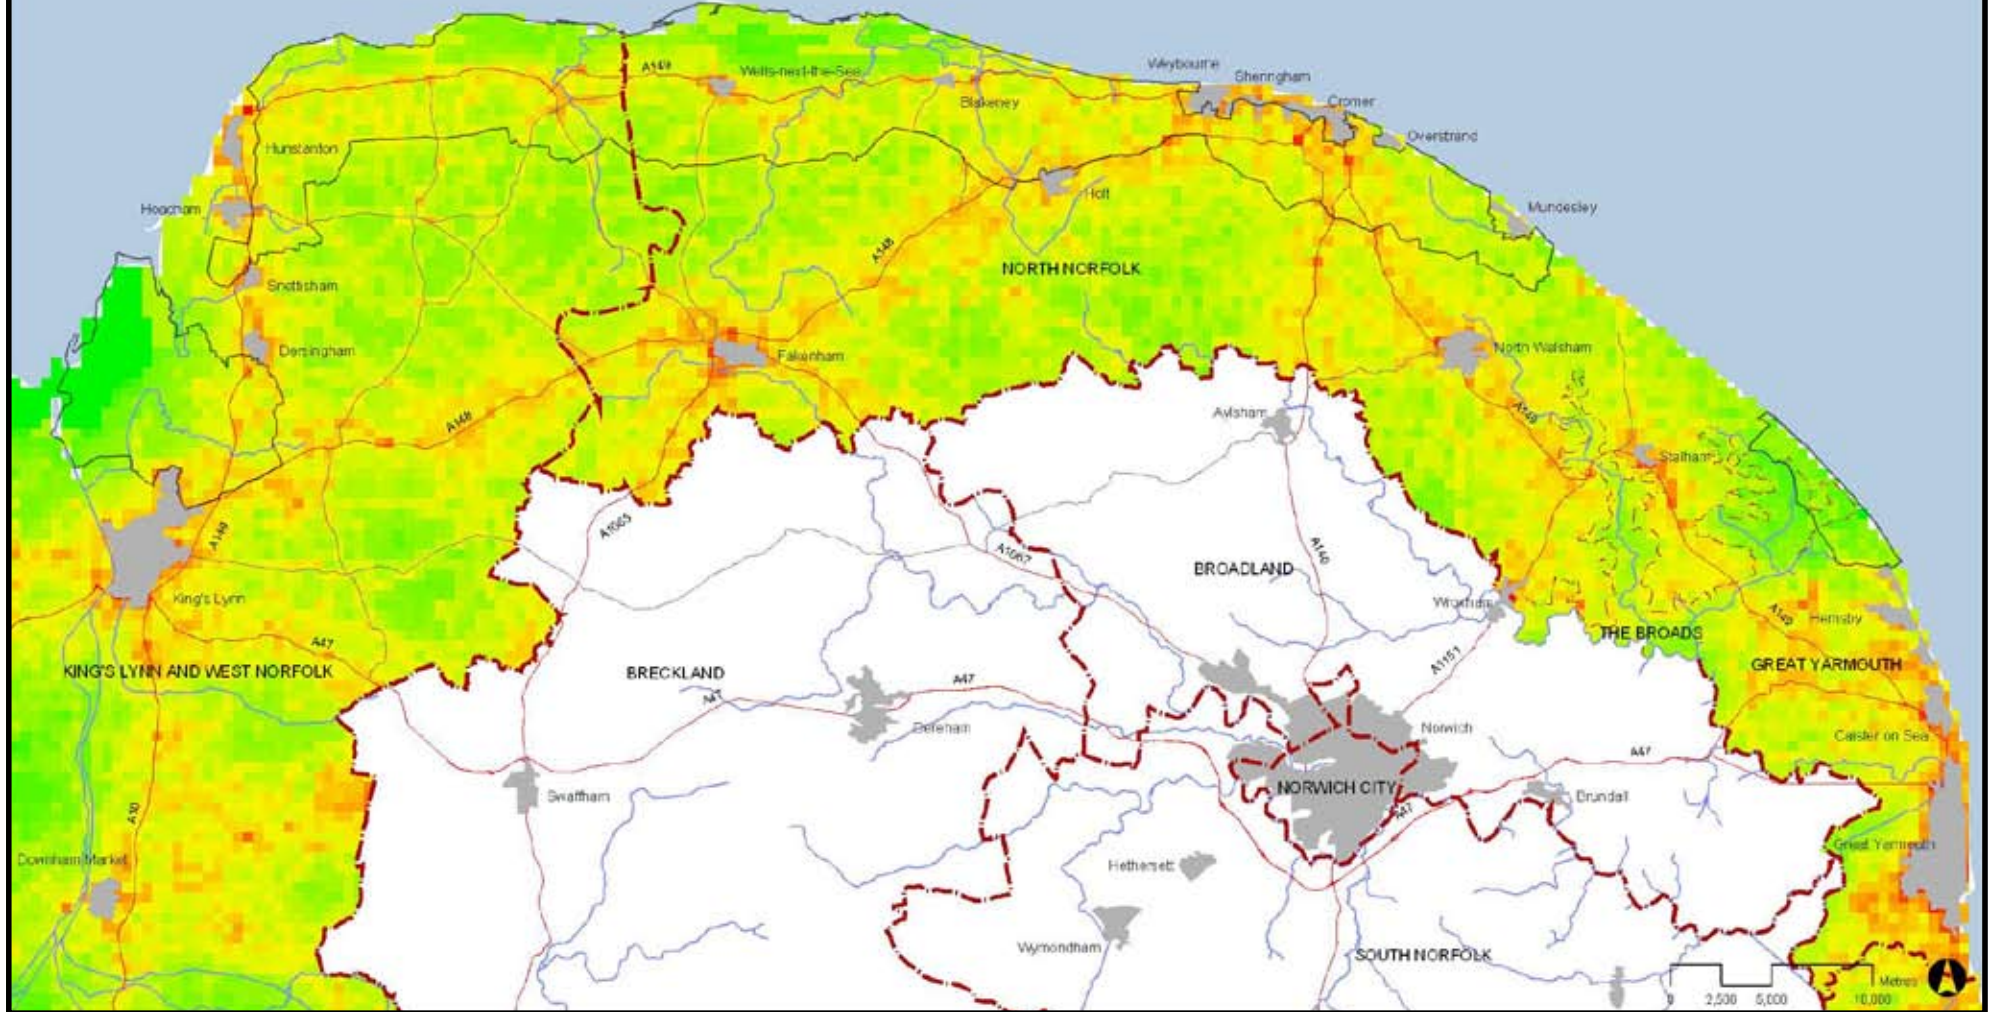 A149
Wells-next-the-Sea
Weybourne
Sheringham
Blakeney
Cromer
Overstrand
Hunstanton
Holt
Heacham
Mundesley
A148
NORTH NORFOLK
Snettisham
Dersingham
Fakenham
North Walsham
A148
Aylsham
A149
Stalham
A1065
A149
A1067
A140
BROADLAND
King's Lynn
Wroxham
Hemsby
A149
A47
THE BROADS
KING'S LYNN AND WEST NORFOLK
BRECKLAND
A1151
GREAT YARMOUTH
A47
A47
Dereham
Norwich
Caister on Sea
A47
Swaffham
NORWICH CITY
Brundall
A10
A47
Downham Market
Hethersett
Great Yarmouth
Wymondham
SOUTH NORFOLK
Metres
0 2,500 5,000 10,000